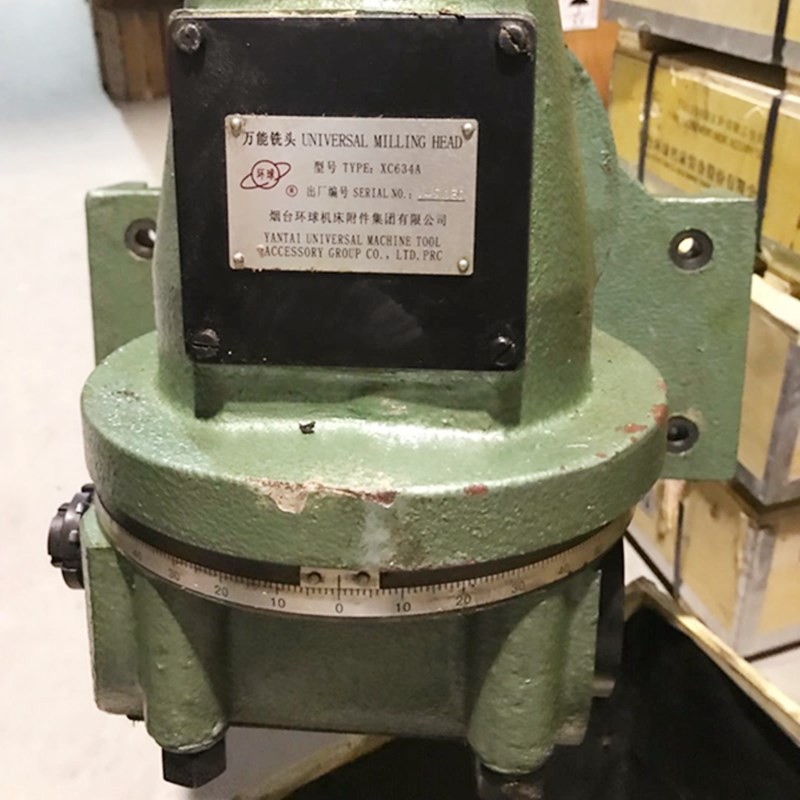 万能铣头 UNIVERSAL MILLING HEAD
型号 TYPE: XC634A
环球
®
出厂编号 SERIAL NO.:
烟台环球机床附件集团有限公司
YANTAI UNIVERSAL MACHINE TOOL
ACCESSORY GROUP CO., LTD. PRC
40 30 20 10 0 10 20 30 40